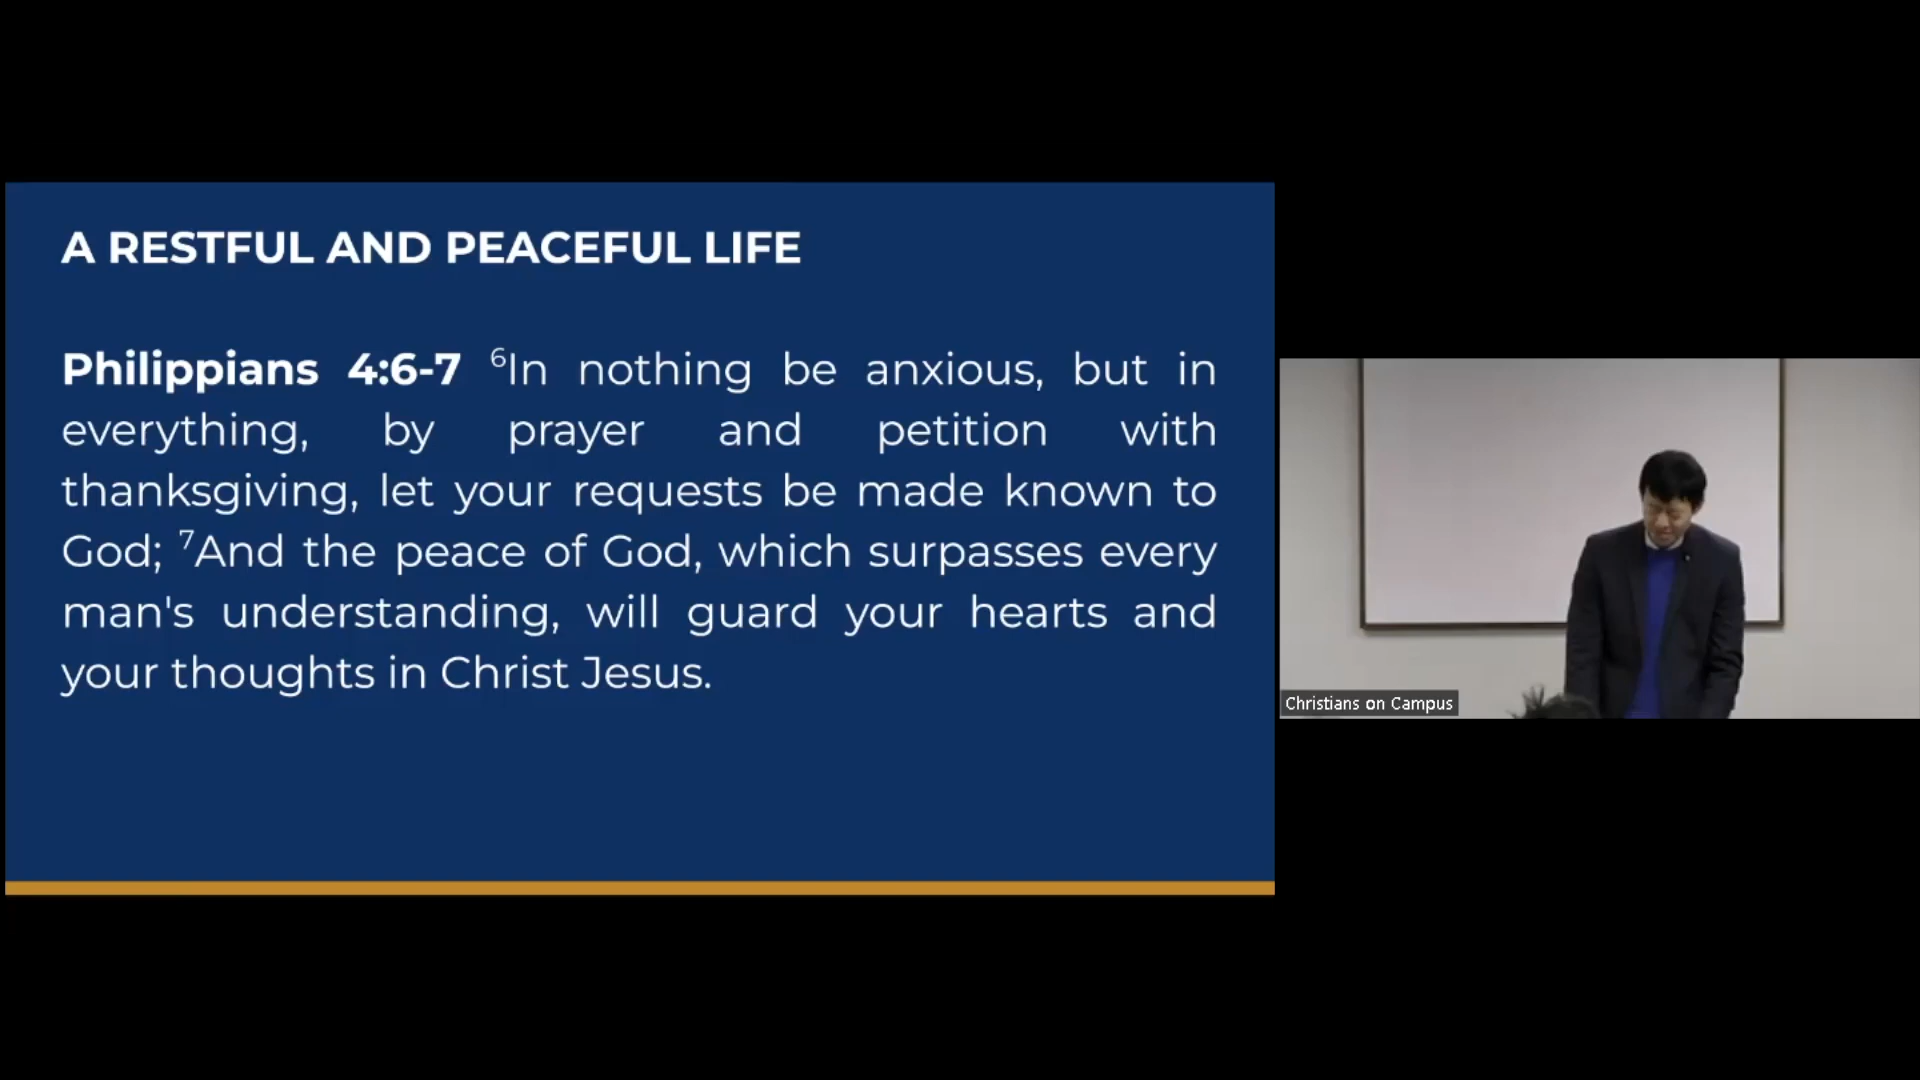 A RESTFUL AND PEACEFUL LIFE
Philippians 4:6-7 ⁶In nothing be anxious, but in
everything, by prayer and petition with
thanksgiving, let your requests be made known to
God; ⁷And the peace of God, which surpasses every
man's understanding, will guard your hearts and
your thoughts in Christ Jesus.
Christians on Campus